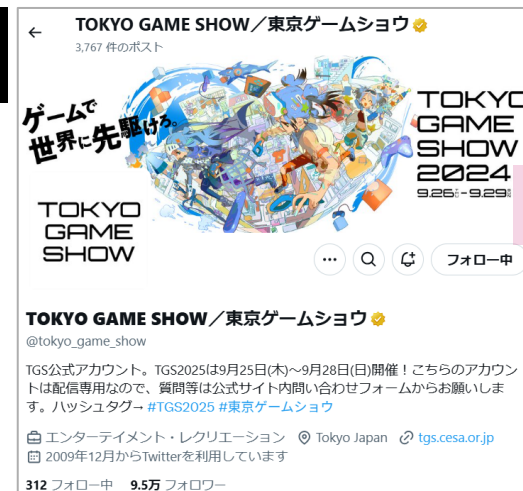 TOKYO GAME SHOW／東京ゲームショウ
3,767 件のポスト
ゲームで
世界に先駆けろ。
TOKYO
GAME
SHOW
2024
9.26 - 9.29
TOKYO
GAME
SHOW
フォロー中
TOKYO GAME SHOW／東京ゲームショウ
@tokyo_game_show
TGS公式アカウント。TGS2025は9月25日(木)～9月28日(日)開催！こちらのアカウン
トは配信専用なので、質問等は公式サイト内問い合わせフォームからお願いしま
す。ハッシュタグ→ #TGS2025 #東京ゲームショウ
エンターテイメント・レクリエーション Tokyo Japan tgs.cesa.or.jp
2009年12月からTwitterを利用しています
312 フォロー中 9.5万 フォロワー